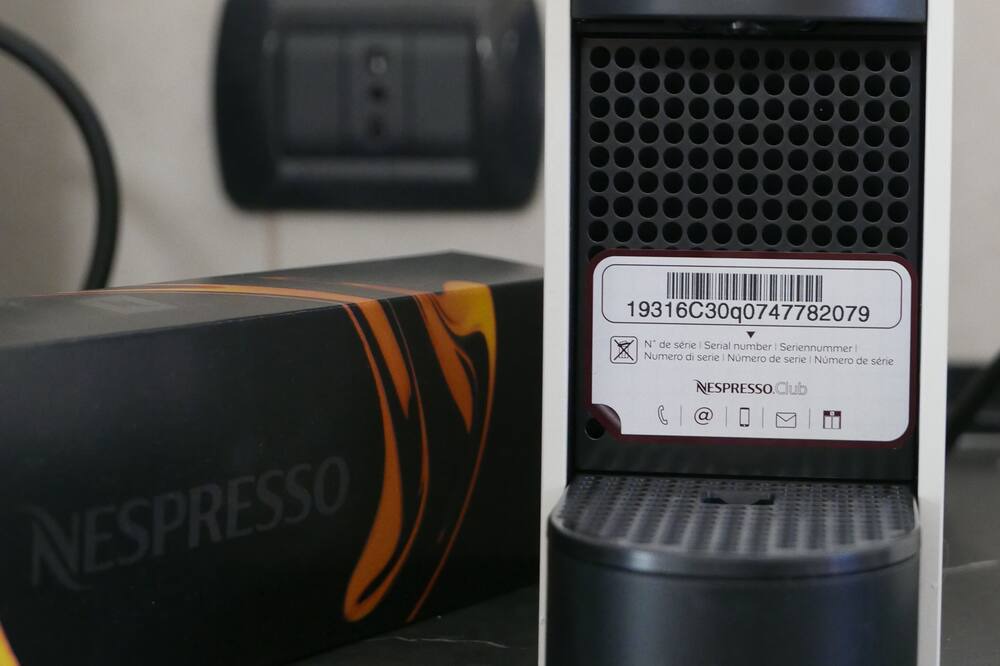 NESPRESSO
19316C30q0747782079
N° de série | Serial number | Seriennummer |
Numero di serie | Número de serie | Número de série
NESPRESSO.Club